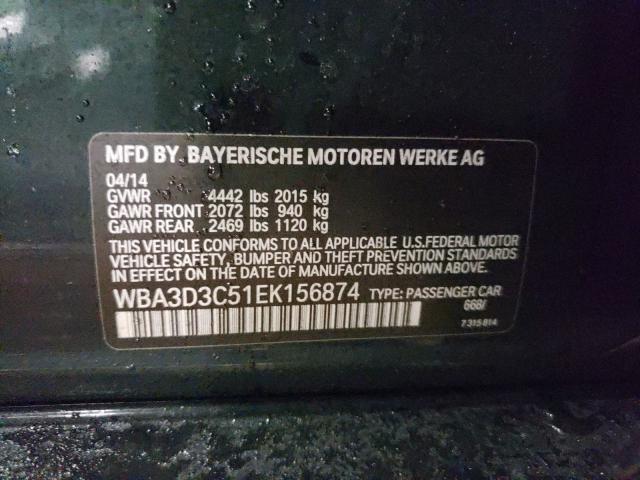 MFD BY. BAYERISCHE MOTOREN WERKE AG
04/14
GVWR 4442 lbs 2015 kg
GAWR FRONT 2072 lbs 940 kg
GAWR REAR 2469 lbs 1120 kg
THIS VEHICLE CONFORMS TO ALL APPLICABLE U.S.FEDERAL MOTOR
VEHICLE SAFETY, BUMPER AND THEFT PREVENTION STANDARDS
IN EFFECT ON THE DATE OF MANUFACTURE SHOWN ABOVE.
WBA3D3C51EK156874 TYPE: PASSENGER CAR
668/
7315814